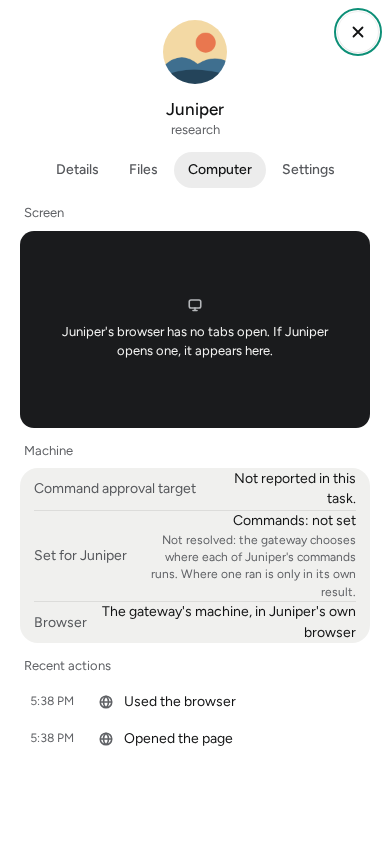 Juniper
research
Details Files Computer Settings
Screen
Juniper's browser has no tabs open. If Juniper
opens one, it appears here.
Machine
Command approval target
Not reported in this
task.
Set for Juniper
Commands: not set
Not resolved: the gateway chooses
where each of Juniper's commands
runs. Where one ran is only in its own
result.
Browser
The gateway's machine, in Juniper's own
browser
Recent actions
5:38 PM Used the browser
5:38 PM Opened the page